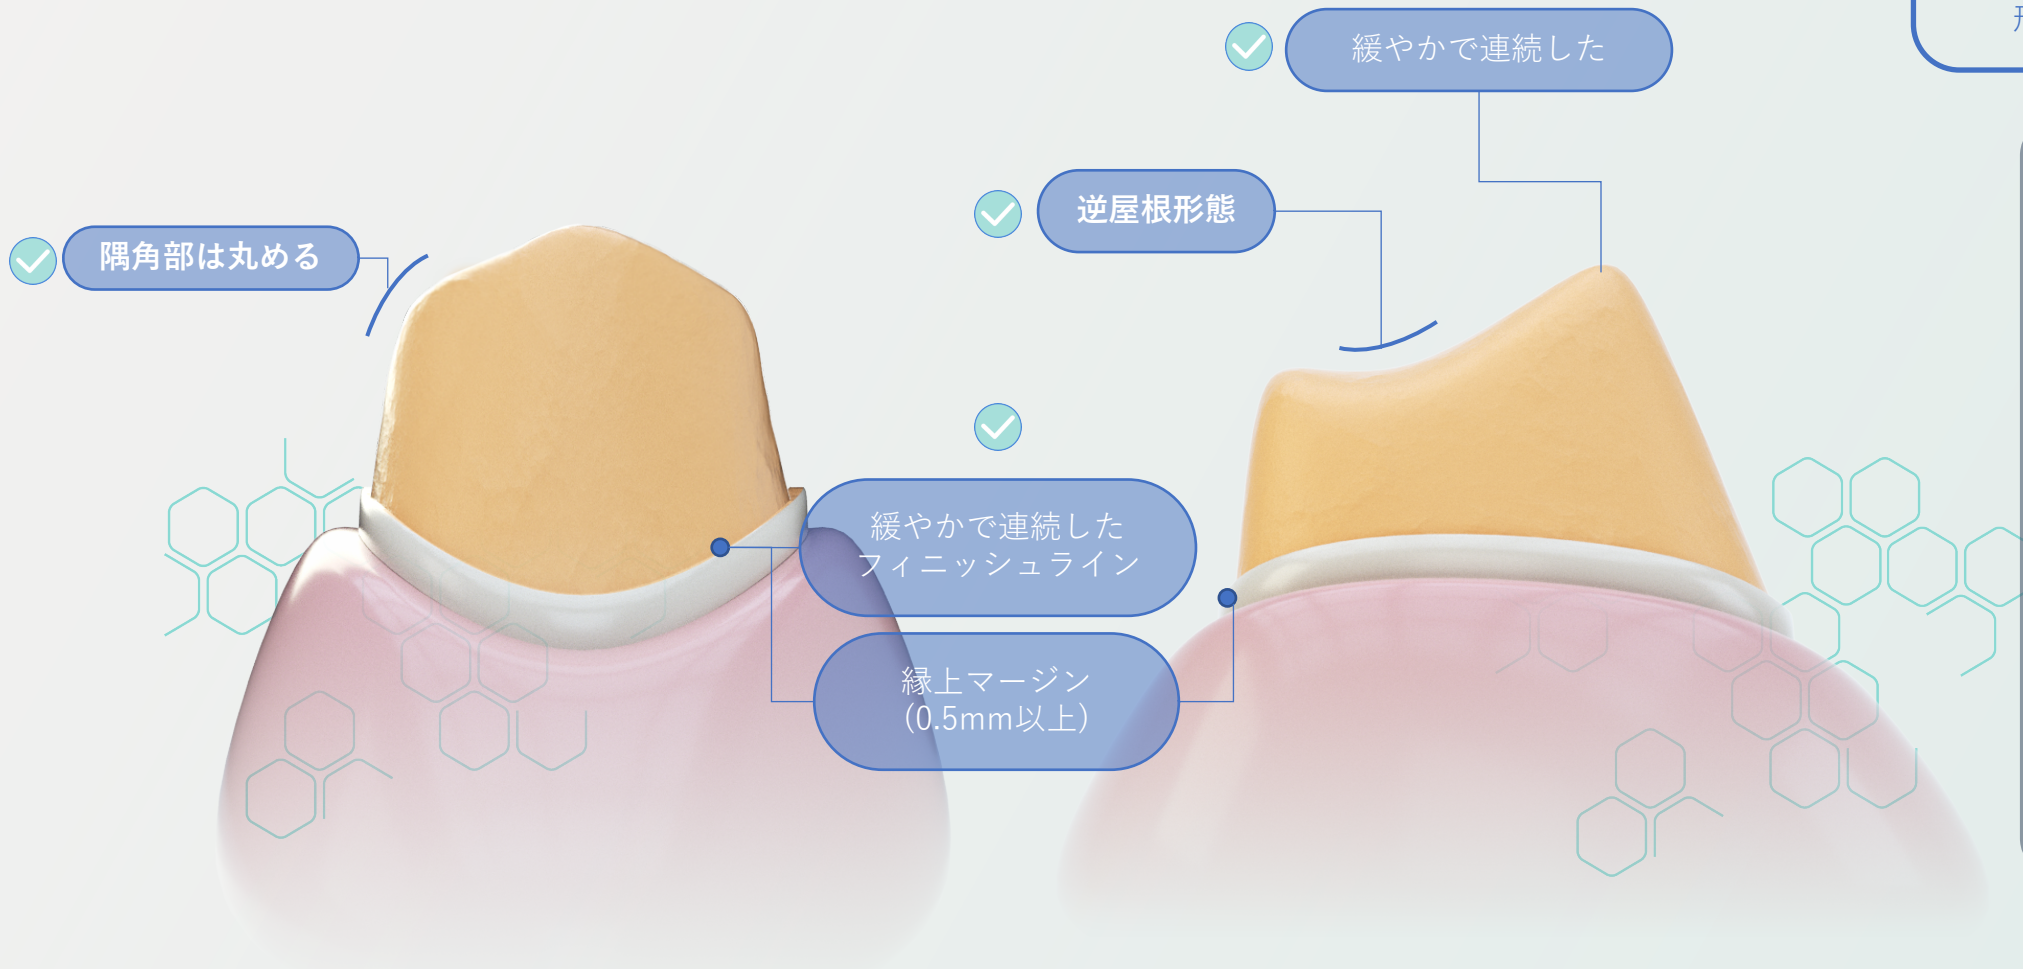 緩やかで連続した
逆屋根形態
隅角部は丸める
緩やかで連続した
フィニッシュライン
縁上マージン
(0.5mm以上)